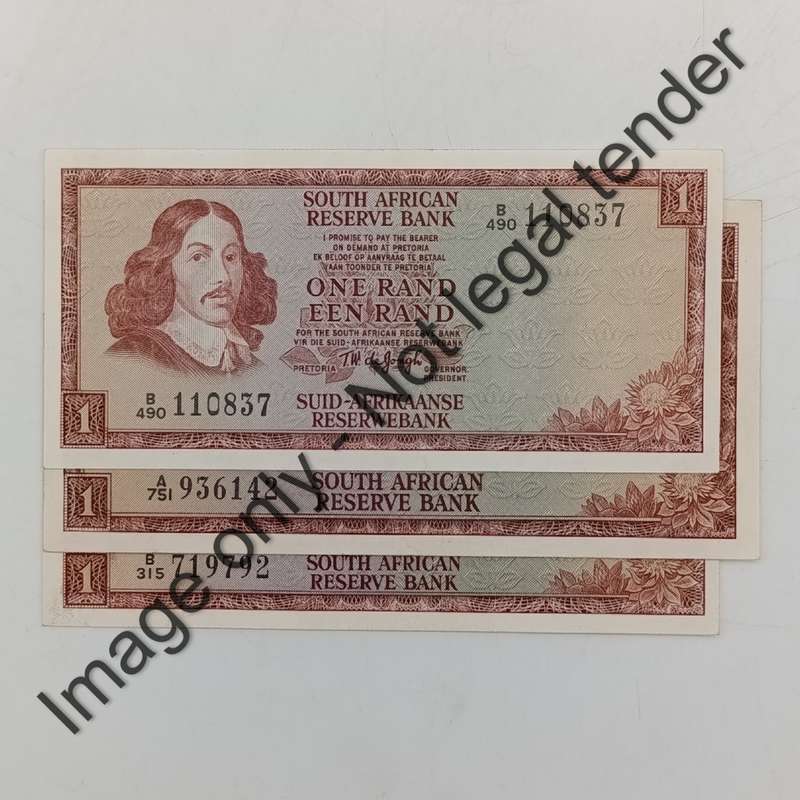 SOUTH AFRICAN
RESERVE BANK
B
490 110837
1
I PROMISE TO PAY THE BEARER
ON DEMAND AT PRETORIA
EK BELOOF OP AANVRAAG TE BETAAL
AAN TOONDER TE PRETORIA
ONE RAND
EEN RAND
FOR THE SOUTH AFRICAN RESERVE BANK
VIR DIE SUID-AFRIKAANSE RESERWEBANK
T.W. de Jongh
PRETORIA GOVERNOR
PRESIDENT
B
490 110837
SUID-AFRIKAANSE
RESERWEBANK
1
A
751 936142
SOUTH AFRICAN
RESERVE BANK
1
B
315 719792
SOUTH AFRICAN
RESERVE BANK
1
Image only - Not legal tender